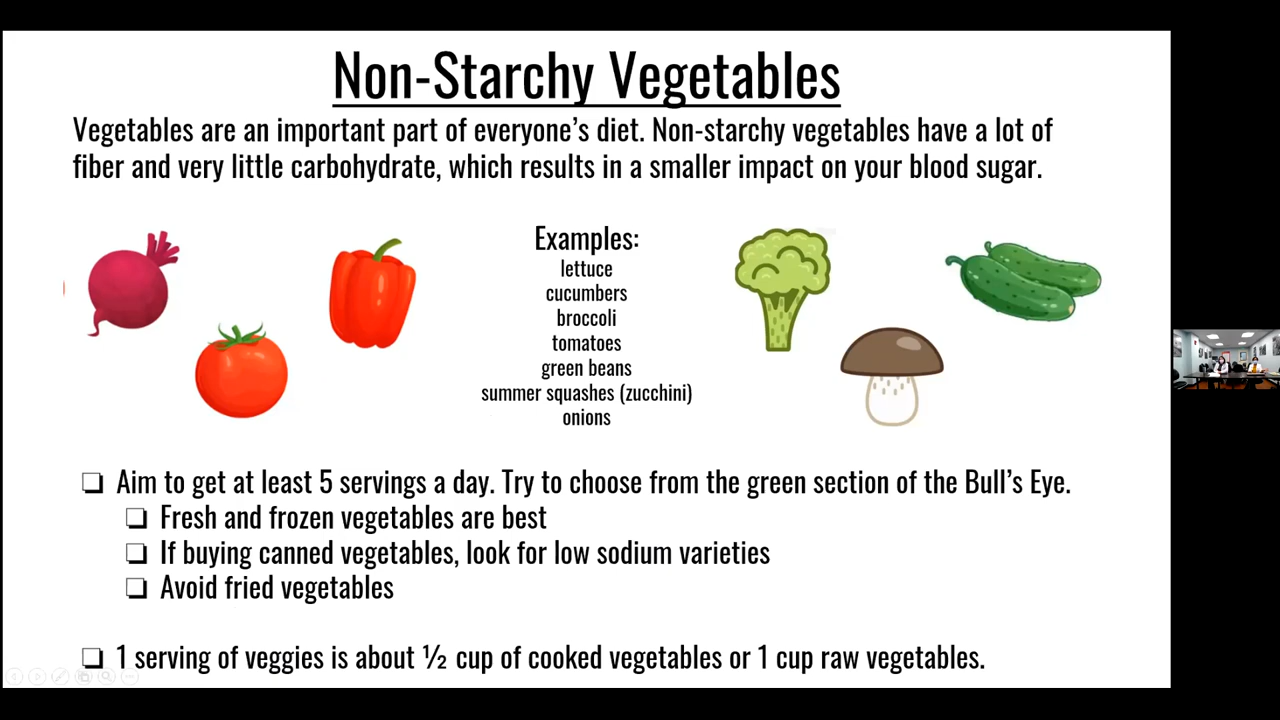 Non-Starchy Vegetables
Vegetables are an important part of everyone’s diet. Non-starchy vegetables have a lot of
fiber and very little carbohydrate, which results in a smaller impact on your blood sugar.
Examples:
lettuce
cucumbers
broccoli
tomatoes
green beans
summer squashes (zucchini)
onions
❏ Aim to get at least 5 servings a day. Try to choose from the green section of the Bull’s Eye.
❏ Fresh and frozen vegetables are best
❏ If buying canned vegetables, look for low sodium varieties
❏ Avoid fried vegetables
❏ 1 serving of veggies is about ½ cup of cooked vegetables or 1 cup raw vegetables.